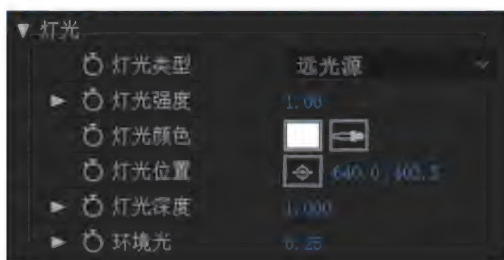 灯光
灯光类型 远光源
灯光强度 1.00
灯光颜色
灯光位置 640.0, 402.5
灯光深度 1.000
环境光 0.25